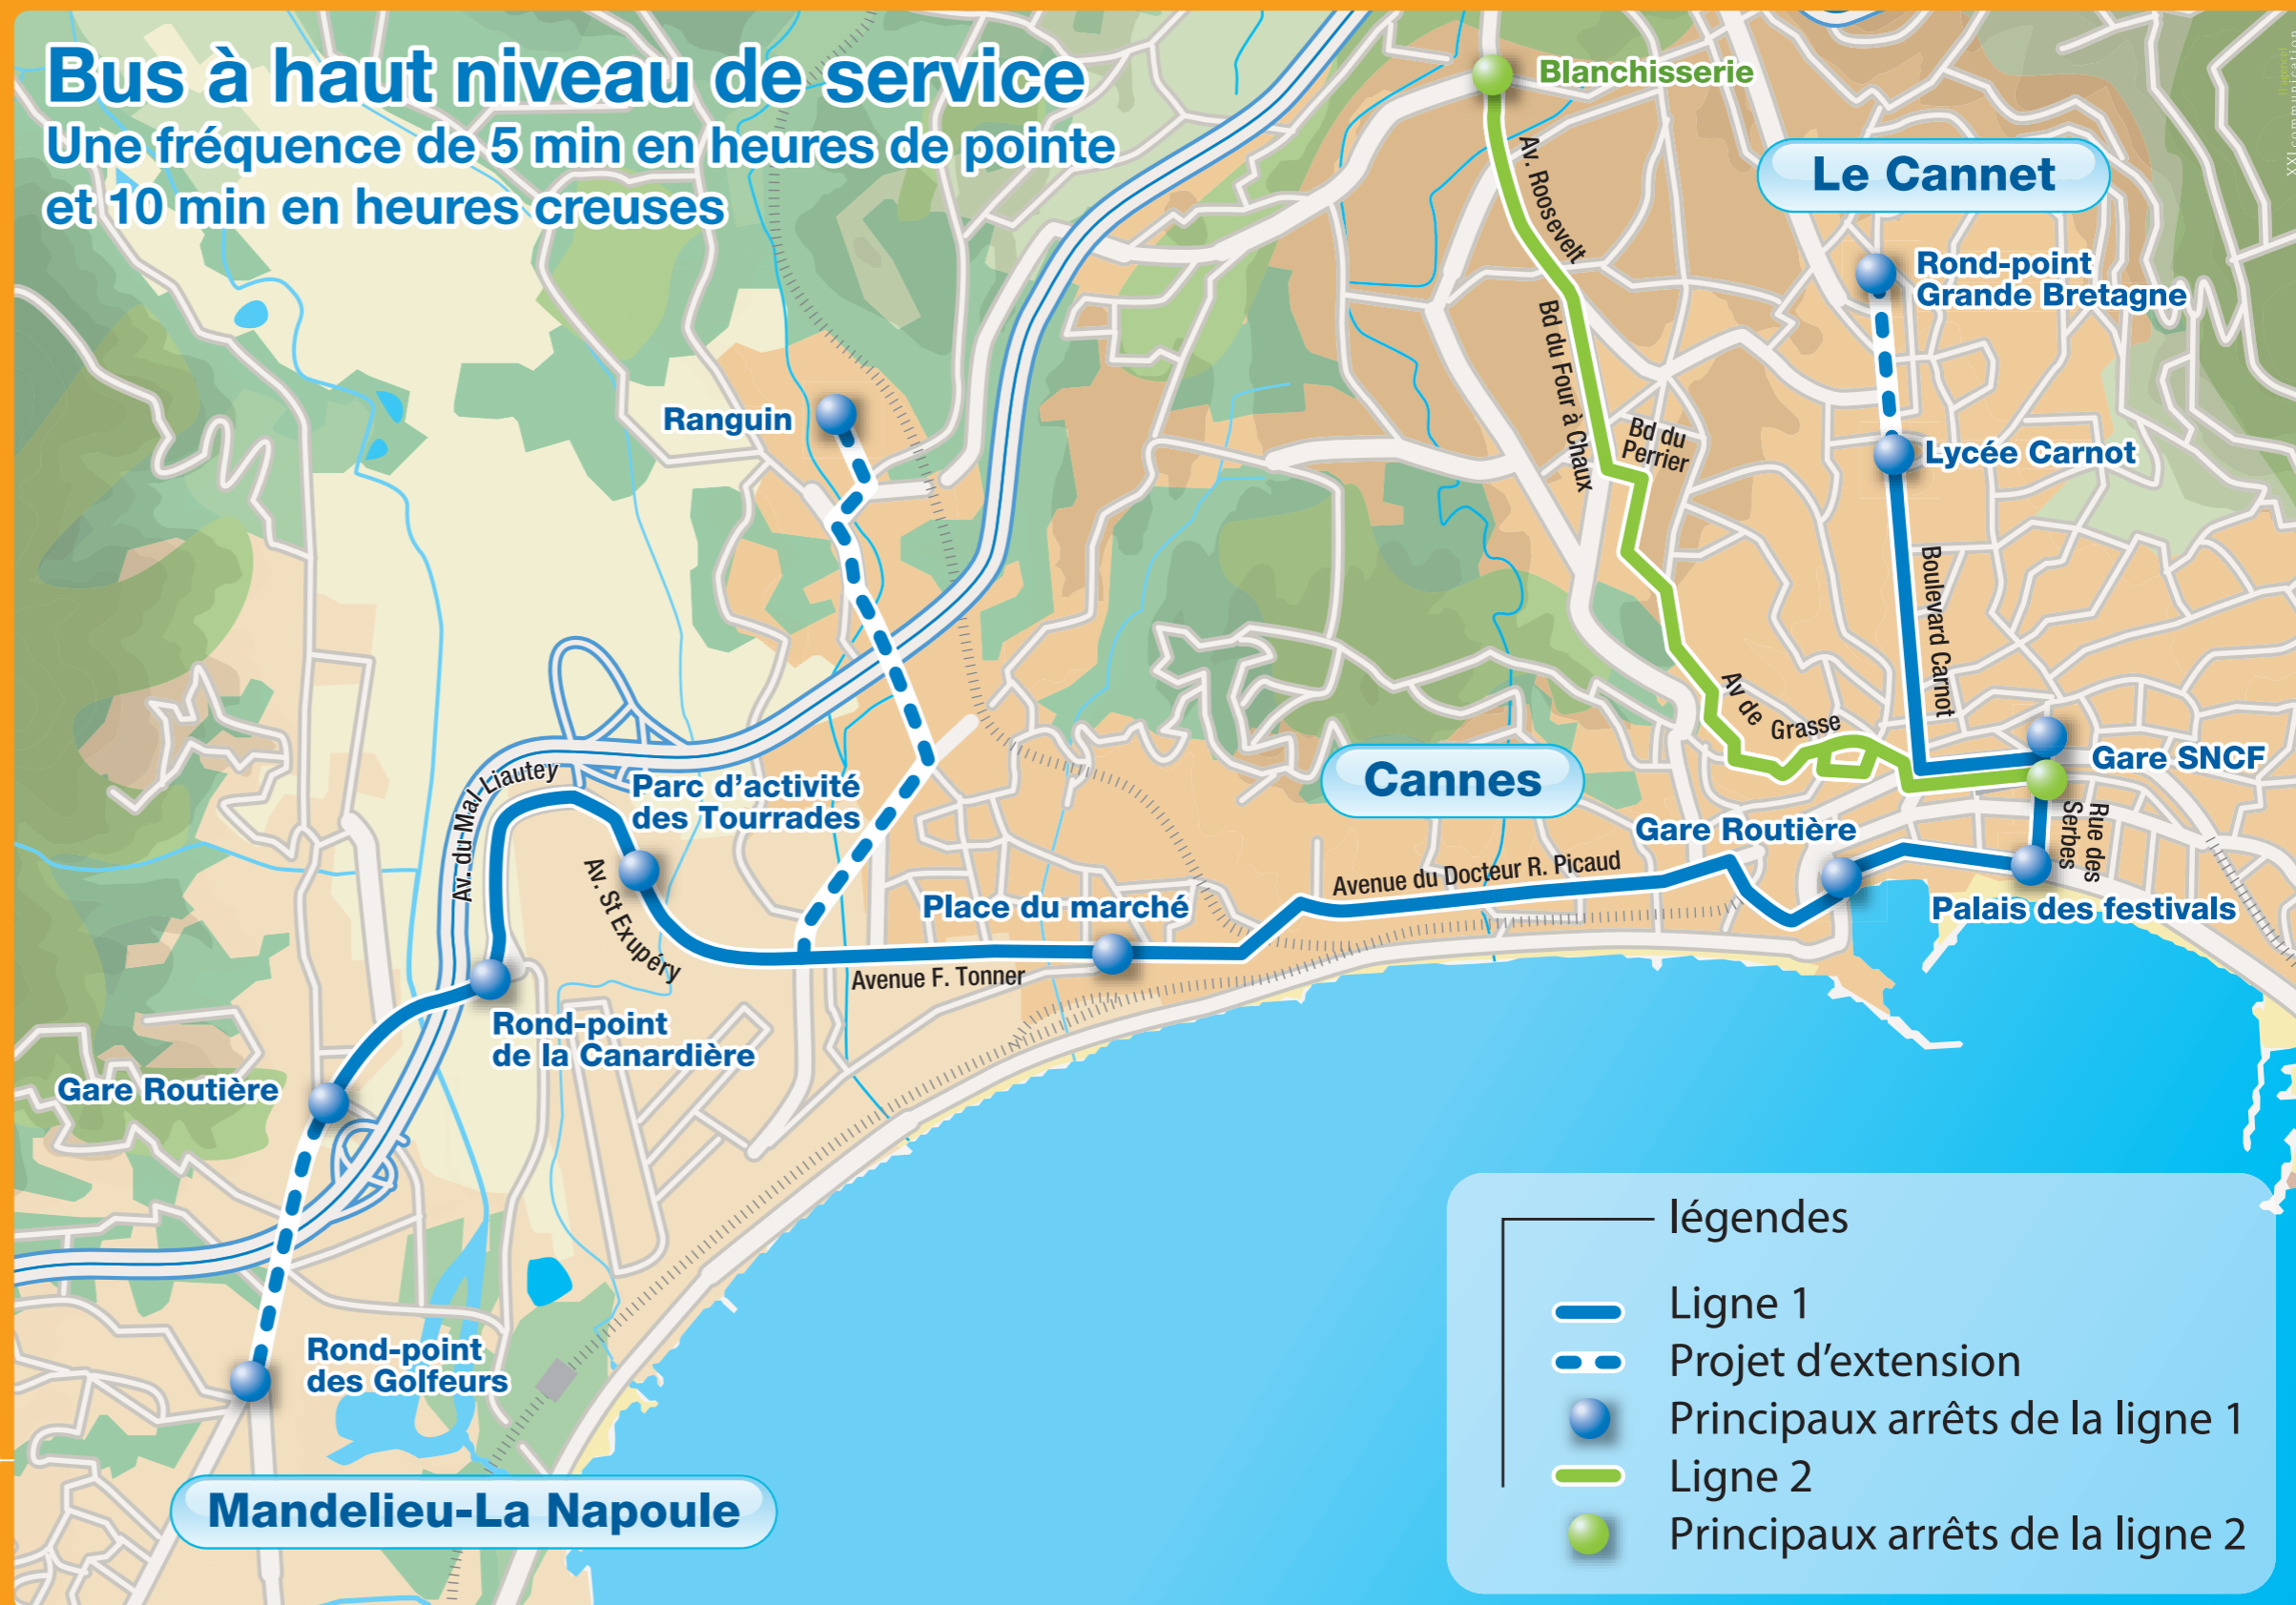 Bus à haut niveau de service
Une fréquence de 5 min en heures de pointe
et 10 min en heures creuses
Blanchisserie
XXLcommunication
Le Cannet
Av. Roosevelt
Rond-point
Grande Bretagne
Bd du Four à Chaux
Ranguin
Bd du
Perrier
Lycée Carnot
Boulevard Carnot
Av de Grasse
Gare SNCF
Av. du Mal Liautey
Parc d'activité
des Tourrades
Cannes
Rue des
Serbes
Gare Routière
Avenue du Docteur R. Picaud
Av. St Exupéry
Place du marché
Palais des festivals
Avenue F. Tonner
Rond-point
de la Canardière
Gare Routière
Rond-point
des Golfeurs
Mandelieu-La Napoule
légendes
Ligne 1
Projet d'extension
Principaux arrêts de la ligne 1
Ligne 2
Principaux arrêts de la ligne 2